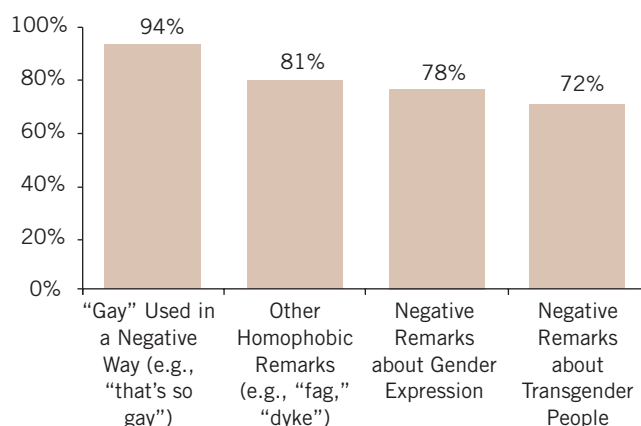 100%
80%
60%
40%
20%
0%
94%
81%
78%
72%
“Gay” Used in
a Negative
Way (e.g.,
“that’s so
gay”)
Other
Homophobic
Remarks
(e.g., “fag,”
“dyke”)
Negative
Remarks
about Gender
Expression
Negative
Remarks
about
Transgender
People